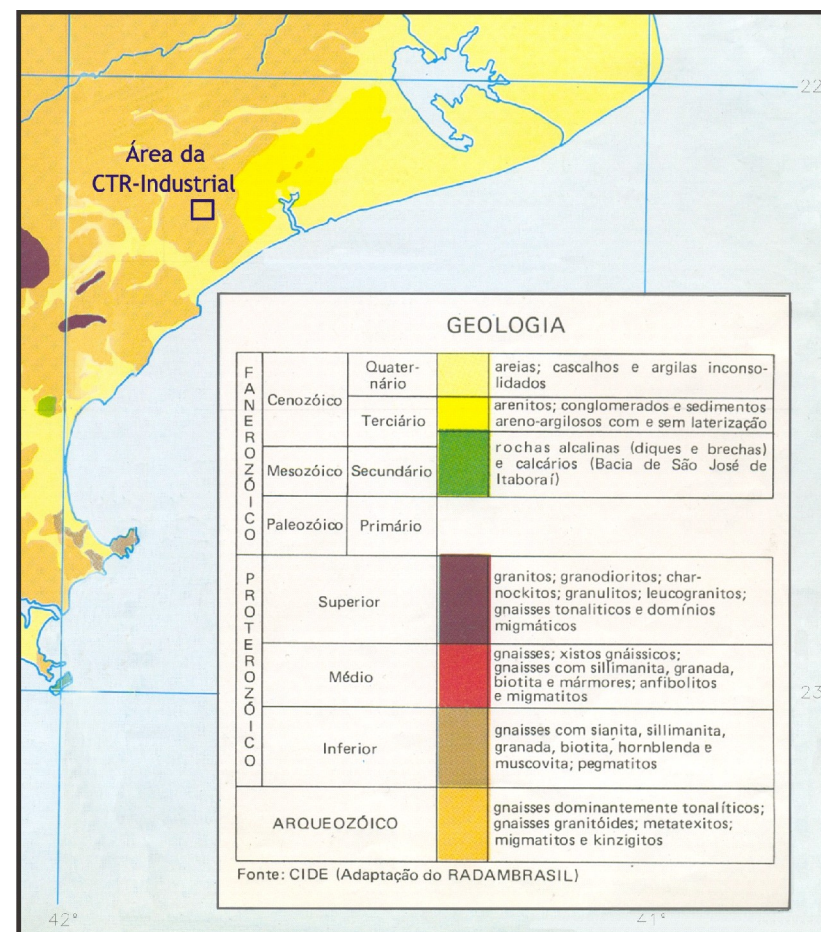 22
Área da
CTR-Industrial
GEOLOGIA
FANEROZÓICO
Cenozóico
Quater-
nário
areias; cascalhos e argilas inconso-
lidados
Terciário
arenitos; conglomerados e sedimentos
areno-argilosos com e sem laterização
Mesozóico
Secundário
rochas alcalinas (diques e brechas)
e calcários (Bacia de São José de
Itaboraí)
Paleozóico
Primário
PROTEROZÓICO
Superior
granitos; granodioritos; char-
nockitos; granulitos; leucogranitos;
gnaisses tonaliticos e domínios
migmáticos
Médio
gnaisses; xistos gnáissicos;
gnaisses com sillimanita, granada,
biotita e mármores; anfibolitos
e migmatitos
Inferior
gnaisses com sianita, sillimanita,
granada, biotita, hornblenda e
muscovita; pegmatitos
ARQUEOZÓICO
gnaisses dominantemente tonalíticos;
gnaisses granitóides; metatexitos;
migmatitos e kinzigitos
Fonte: CIDE (Adaptação do RADAMBRASIL)
23
42°
41°